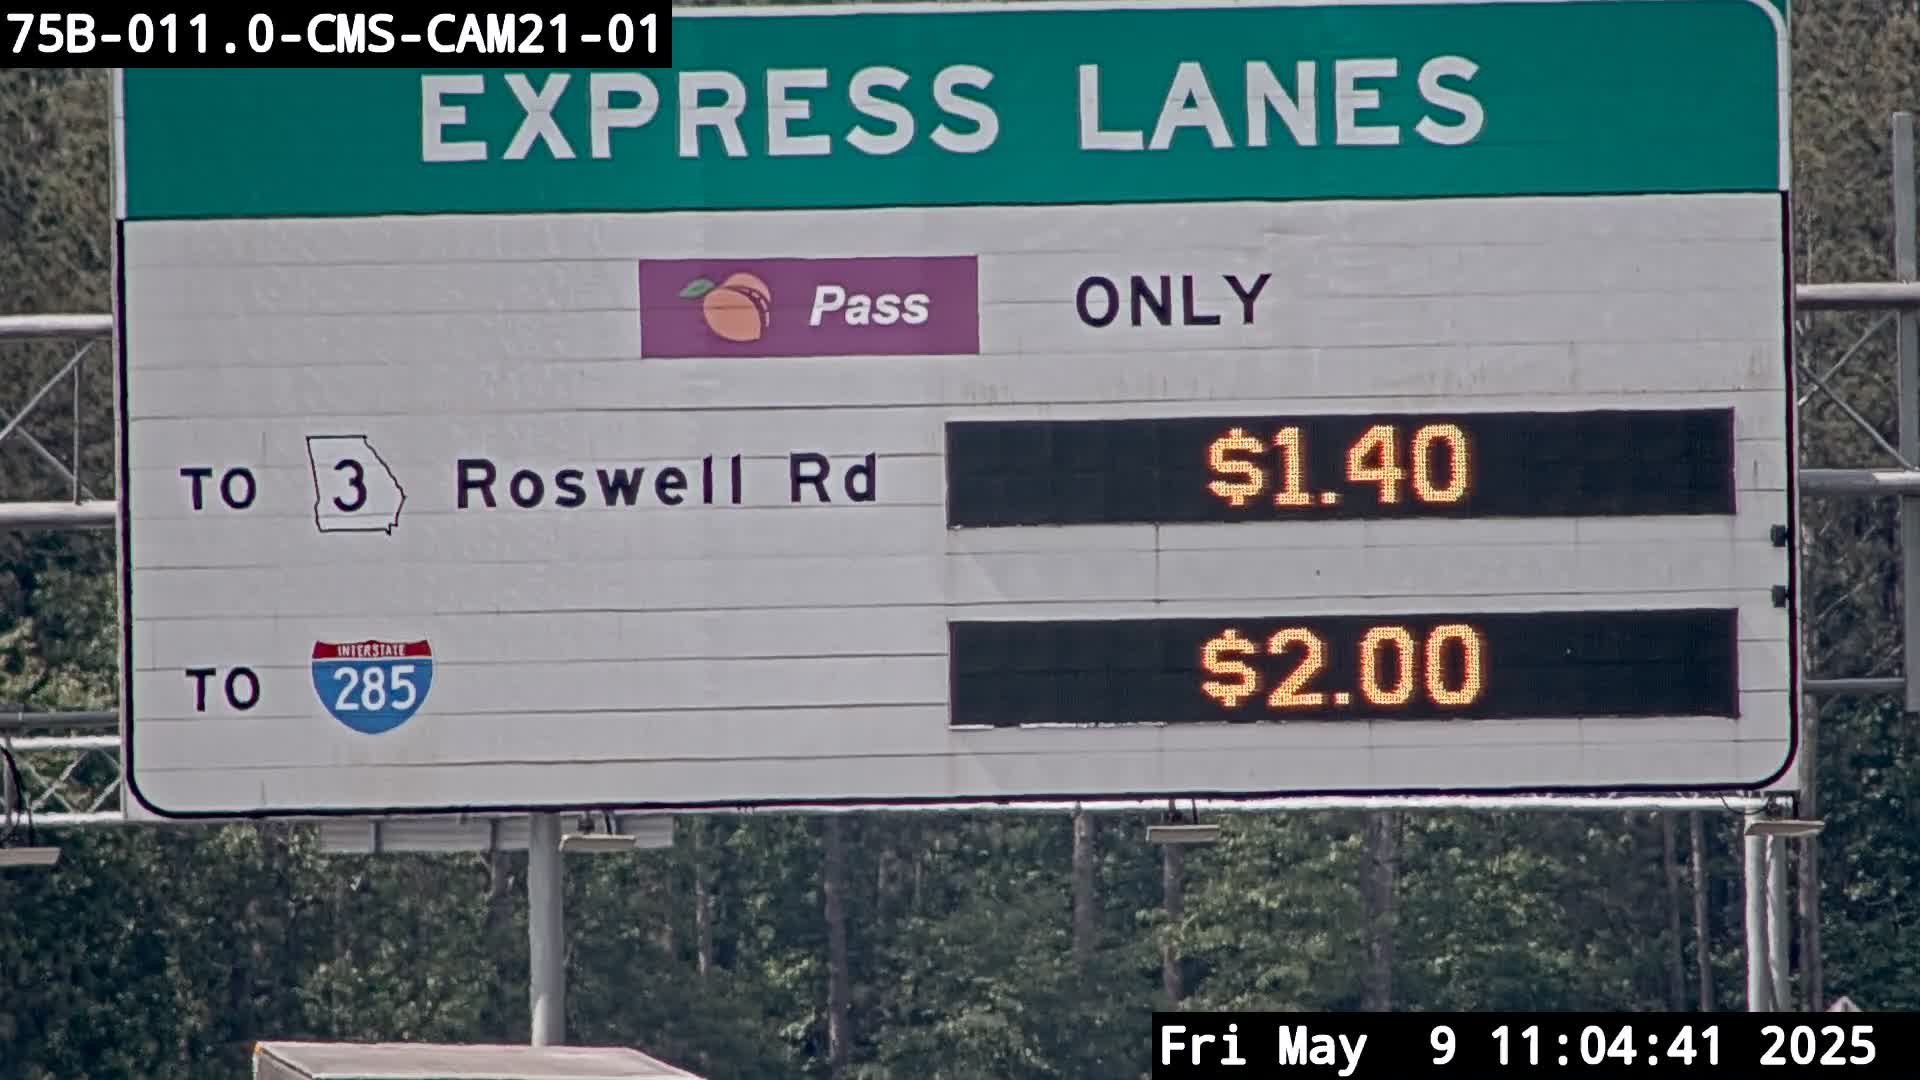 75B-011.0-CMS-CAM21-01
EXPRESS LANES
Pass ONLY
TO 3 Roswell Rd $1.40
TO INTERSTATE 285 $2.00
Fri May 9 11:04:41 2025